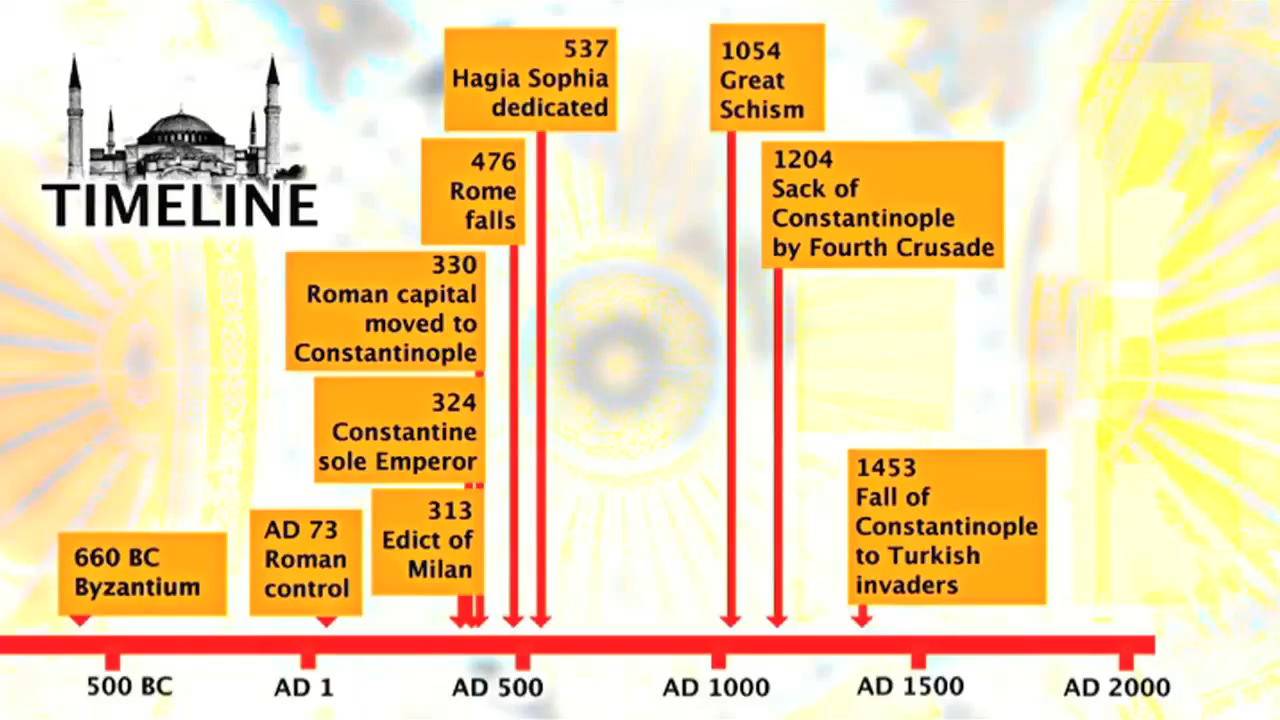 TIMELINE
660 BC
Byzantium
AD 73
Roman
control
313
Edict of
Milan
324
Constantine
sole Emperor
330
Roman capital
moved to
Constantinople
476
Rome
falls
537
Hagia Sophia
dedicated
1054
Great
Schism
1204
Sack of
Constantinople
by Fourth Crusade
1453
Fall of
Constantinople
to Turkish
invaders
500 BC
AD 1
AD 500
AD 1000
AD 1500
AD 2000